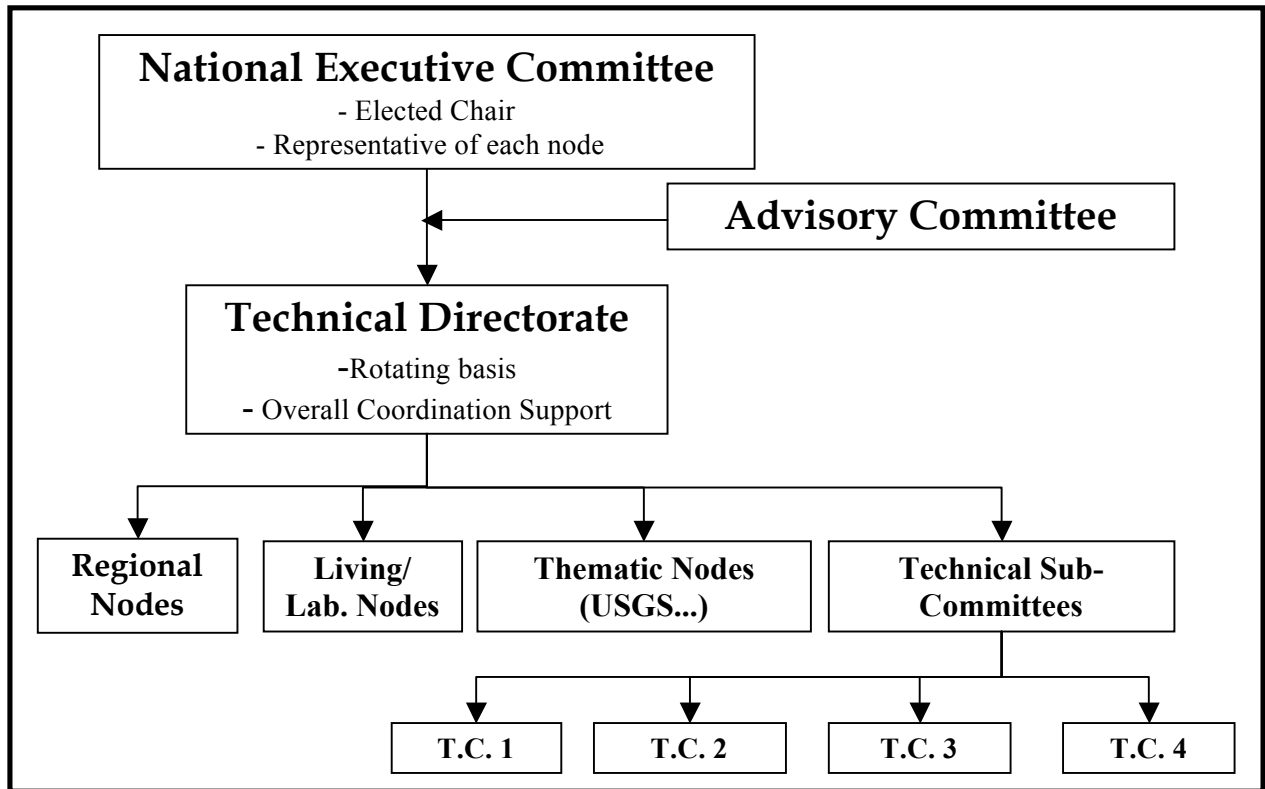 National Executive Committee
- Elected Chair
- Representative of each node
Advisory Committee
Technical Directorate
-Rotating basis
- Overall Coordination Support
Regional
Nodes
Living/
Lab. Nodes
Thematic Nodes
(USGS...)
Technical Sub-
Committees
T.C. 1
T.C. 2
T.C. 3
T.C. 4